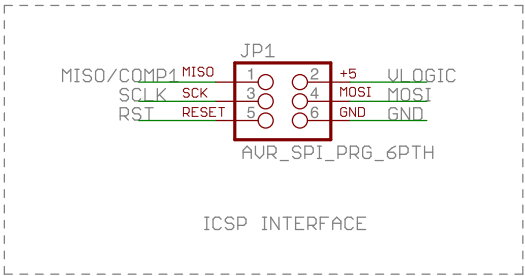 JP1
MISO/COMP1 MISO 1 2 +5 VLOGIC
SCLK SCK 3 4 MOSI MOSI
RST RESET 5 6 GND GND
AVR_SPI_PRG_6PTH
ICSP INTERFACE